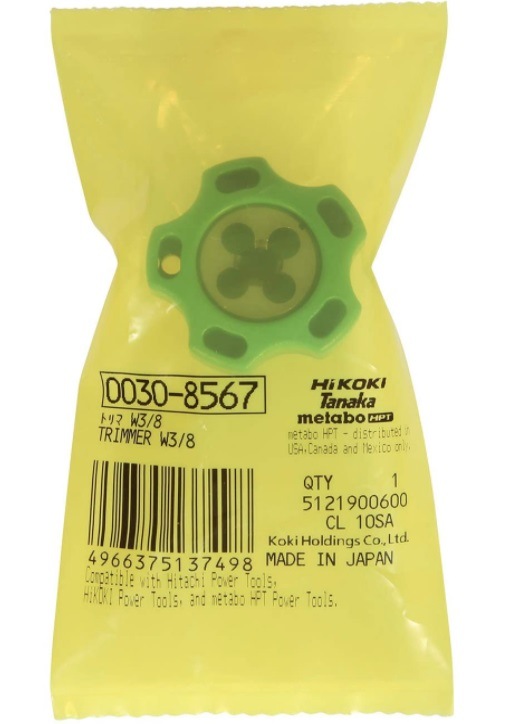 0030-8567
トリマ W3/8
TRIMMER W3/8
4966375137498
HiKOKI
Tanaka
metabo HPT
metabo HPT - distributed in
USA,Canada and Mexico only.
QTY 1
5121900600
CL 10SA
Koki Holdings Co.,Ltd.
MADE IN JAPAN
Compatible with Hitachi Power Tools,
HiKOKI Power Tools, and metabo HPT Power Tools.